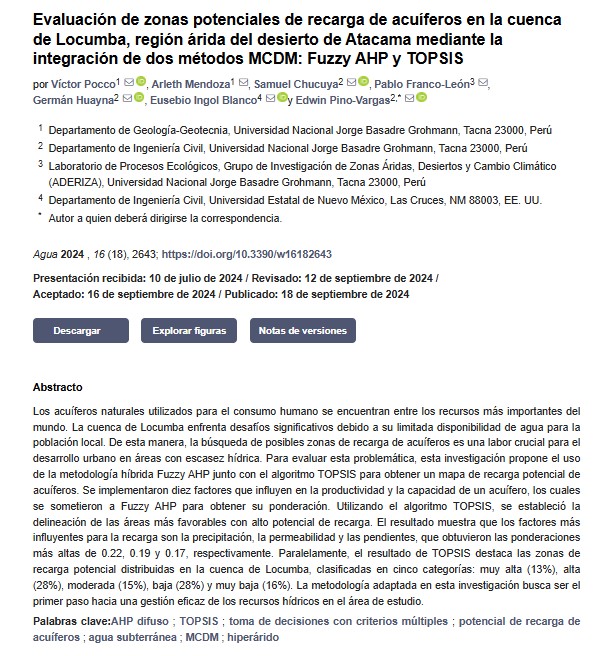 Evaluación de zonas potenciales de recarga de acuíferos en la cuenca
de Locumba, región árida del desierto de Atacama mediante la
integración de dos métodos MCDM: Fuzzy AHP y TOPSIS
por Víctor Pocco 1, Arleth Mendoza 1, Samuel Chucuya 2, Pablo Franco-León 3,
Germán Huayna 2, Eusebio Ingol Blanco 4 y Edwin Pino-Vargas 2,*
1 Departamento de Geología-Geotecnia, Universidad Nacional Jorge Basadre Grohmann, Tacna 23000, Perú
2 Departamento de Ingeniería Civil, Universidad Nacional Jorge Basadre Grohmann, Tacna 23000, Perú
3 Laboratorio de Procesos Ecológicos, Grupo de Investigación de Zonas Áridas, Desiertos y Cambio Climático
(ADERIZA), Universidad Nacional Jorge Basadre Grohmann, Tacna 23000, Perú
4 Departamento de Ingeniería Civil, Universidad Estatal de Nuevo México, Las Cruces, NM 88003, EE. UU.
* Autor a quien deberá dirigirse la correspondencia.
Agua 2024 , 16 (18), 2643; https://doi.org/10.3390/w16182643
Presentación recibida: 10 de julio de 2024 / Revisado: 12 de septiembre de 2024 /
Aceptado: 16 de septiembre de 2024 / Publicado: 18 de septiembre de 2024
Descargar Explorar figuras Notas de versiones
Abstracto
Los acuíferos naturales utilizados para el consumo humano se encuentran entre los recursos más importantes del
mundo. La cuenca de Locumba enfrenta desafíos significativos debido a su limitada disponibilidad de agua para la
población local. De esta manera, la búsqueda de posibles zonas de recarga de acuíferos es una labor crucial para el
desarrollo urbano en áreas con escasez hídrica. Para evaluar esta problemática, esta investigación propone el uso
de la metodología híbrida Fuzzy AHP junto con el algoritmo TOPSIS para obtener un mapa de recarga potencial de
acuíferos. Se implementaron diez factores que influyen en la productividad y la capacidad de un acuífero, los cuales
se sometieron a Fuzzy AHP para obtener su ponderación. Utilizando el algoritmo TOPSIS, se estableció la
delineación de las áreas más favorables con alto potencial de recarga. El resultado muestra que los factores más
influyentes para la recarga son la precipitación, la permeabilidad y las pendientes, que obtuvieron las ponderaciones
más altas de 0.22, 0.19 y 0.17, respectivamente. Paralelamente, el resultado de TOPSIS destaca las zonas de
recarga potencial distribuidas en la cuenca de Locumba, clasificadas en cinco categorías: muy alta (13%), alta
(28%), moderada (15%), baja (28%) y muy baja (16%). La metodología adaptada en esta investigación busca ser el
primer paso hacia una gestión eficaz de los recursos hídricos en el área de estudio.
Palabras clave:AHP difuso ; TOPSIS ; toma de decisiones con criterios múltiples ; potencial de recarga de
acuíferos ; agua subterránea ; MCDM ; hiperárido